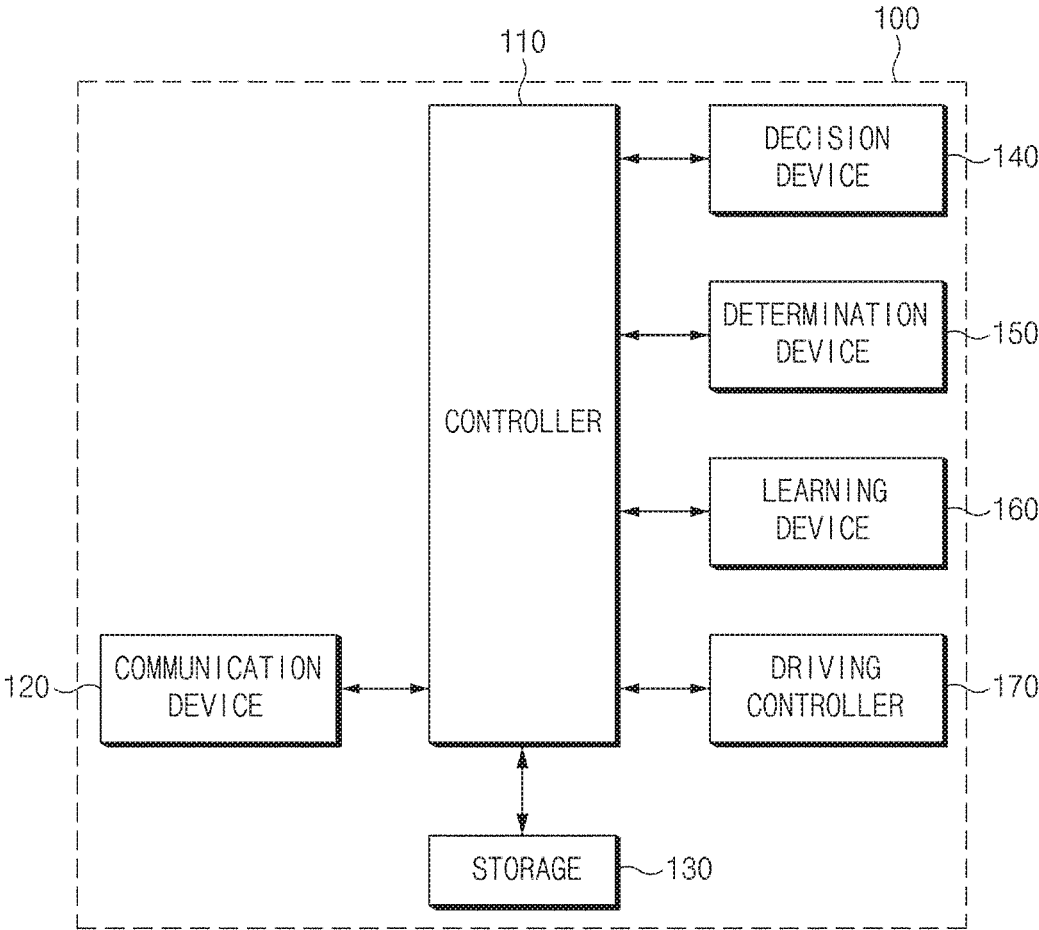 100
110
DECISION
DEVICE
140
DETERMINATION
DEVICE
150
CONTROLLER
LEARNING
DEVICE
160
120
COMMUNICATION
DEVICE
DRIVING
CONTROLLER
170
STORAGE
130